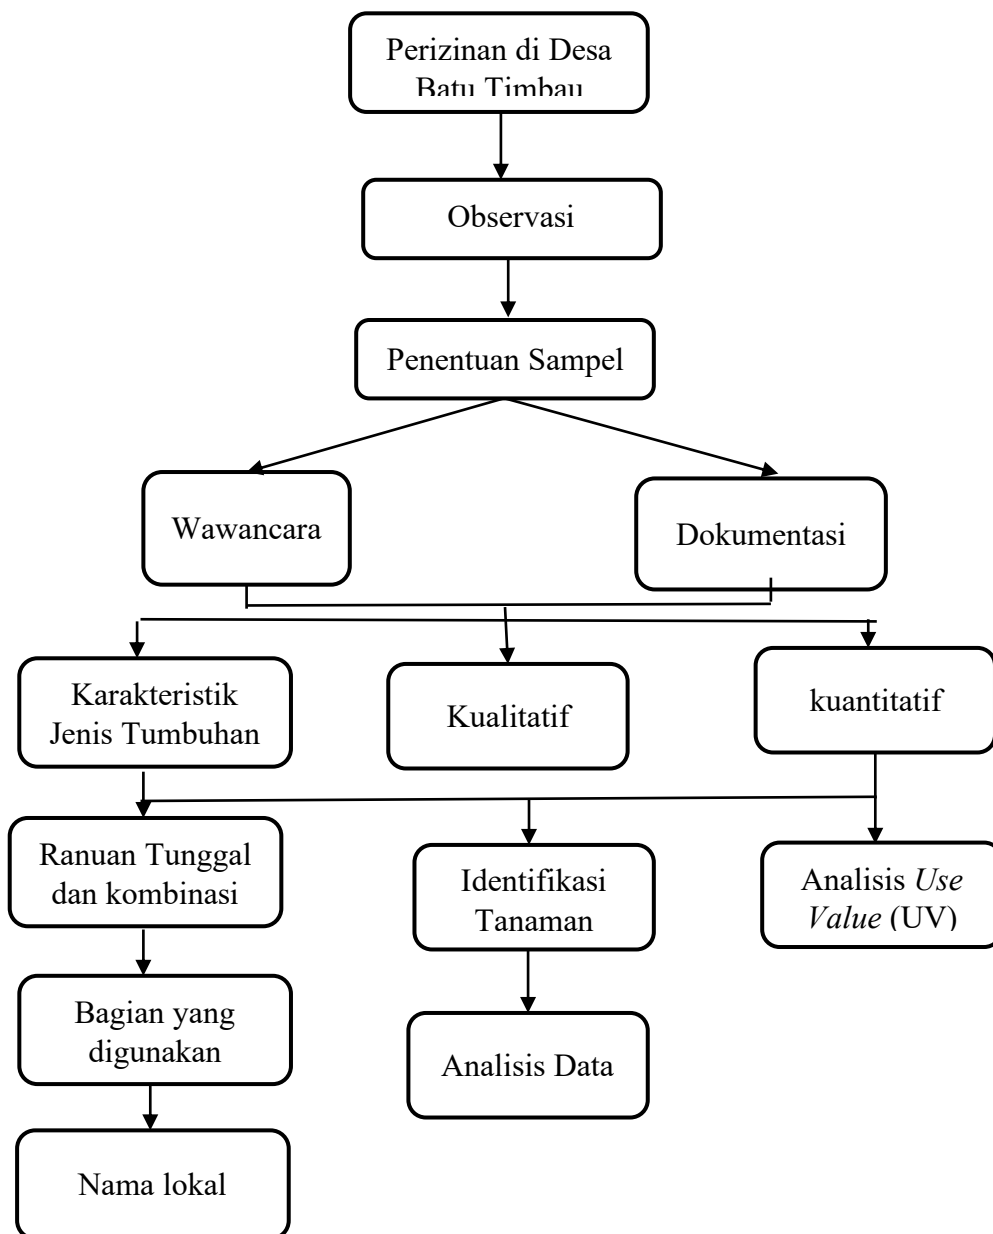 Perizinan di Desa
Batu Timbau
Observasi
Penentuan Sampel
Wawancara
Dokumentasi
Karakteristik
Jenis Tumbuhan
Kualitatif
kuantitatif
Ranuan Tunggal
dan kombinasi
Identifikasi
Tanaman
Analisis Use
Value (UV)
Bagian yang
digunakan
Analisis Data
Nama lokal